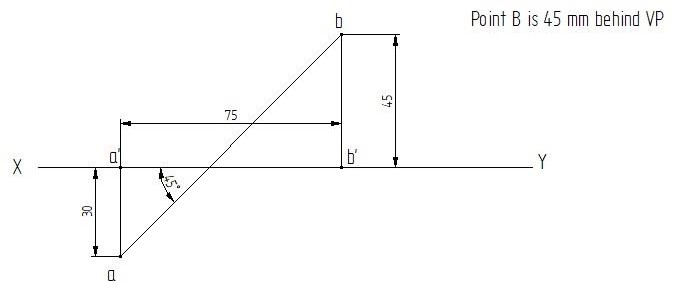 Point B is 45 mm behind VP
b
75
45
a'
b'
X
Y
45°
30
a